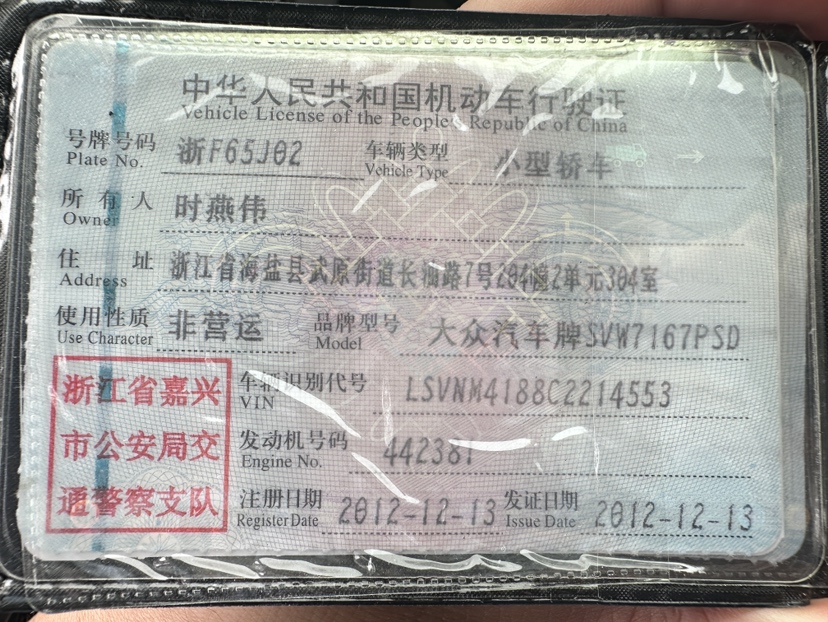 中华人民共和国机动车行驶证
Vehicle License of the People's Republic of China
号牌号码 浙F65J02 车辆类型 小型轿车
Plate No. Vehicle Type
所有人 时燕伟
Owner
住址 浙江省海盐县武原街道长潮路7号204幢2单元304室
Address
使用性质 非营运 品牌型号 大众汽车牌SVW7167PSD
Use Character Model
浙江省嘉兴
市公安局交
通警察支队
车辆识别代号 LSVNM4188C2214553
VIN
发动机号码 442381
Engine No.
注册日期 2012-12-13 发证日期 2012-12-13
Register Date Issue Date